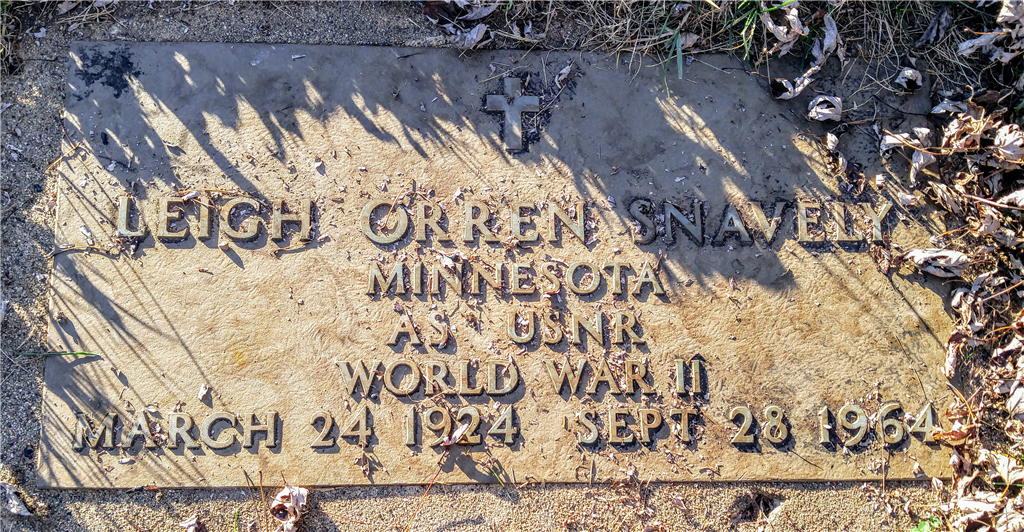 LEIGH ORREN SNAVELY
MINNESOTA
AS USNR
WORLD WAR II
MARCH 24 1924 SEPT 28 1964